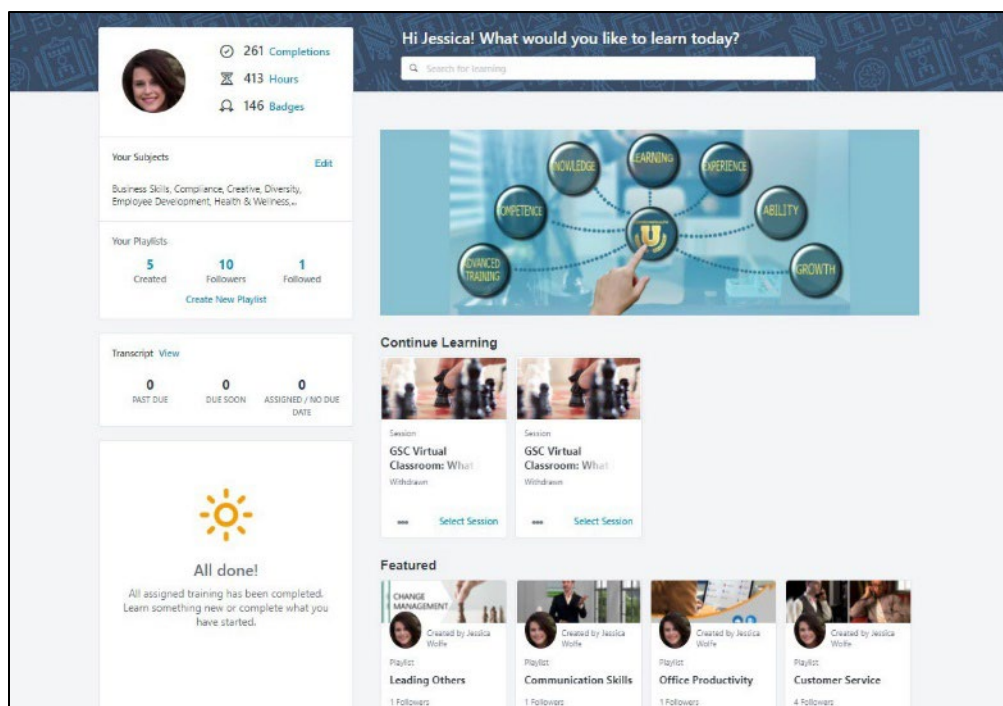 Hi Jessica! What would you like to learn today?
Search for learning
261 Completions
413 Hours
146 Badges
Your Subjects
Edit
Business Skills, Compliance, Creative, Diversity,
Employee Development, Health & Wellness,...
Your Playlists
5
10
1
Created
Followers
Followed
Create New Playlist
Transcript View
0
0
0
PAST DUE
DUE SOON
ASSIGNED / NO DUE
DATE
All done!
All assigned training has been completed.
Learn something new or complete what you
have started.
ADVANCED
TRAINING
COMPETENCE
KNOWLEDGE
LEARNING
EXPERIENCE
ABILITY
GROWTH
U
Continue Learning
Session
GSC Virtual
Classroom: What
Withdrawn
Select Session
Session
GSC Virtual
Classroom: What
Withdrawn
Select Session
Featured
CHANGE
MANAGEMENT
Created by Jessica
Wolfe
Playlist
Leading Others
1 Followers
Created by Jessica
Wolfe
Playlist
Communication Skills
1 Followers
Created by Jessica
Wolfe
Playlist
Office Productivity
1 Followers
Created by Jessica
Wolfe
Playlist
Customer Service
4 Followers